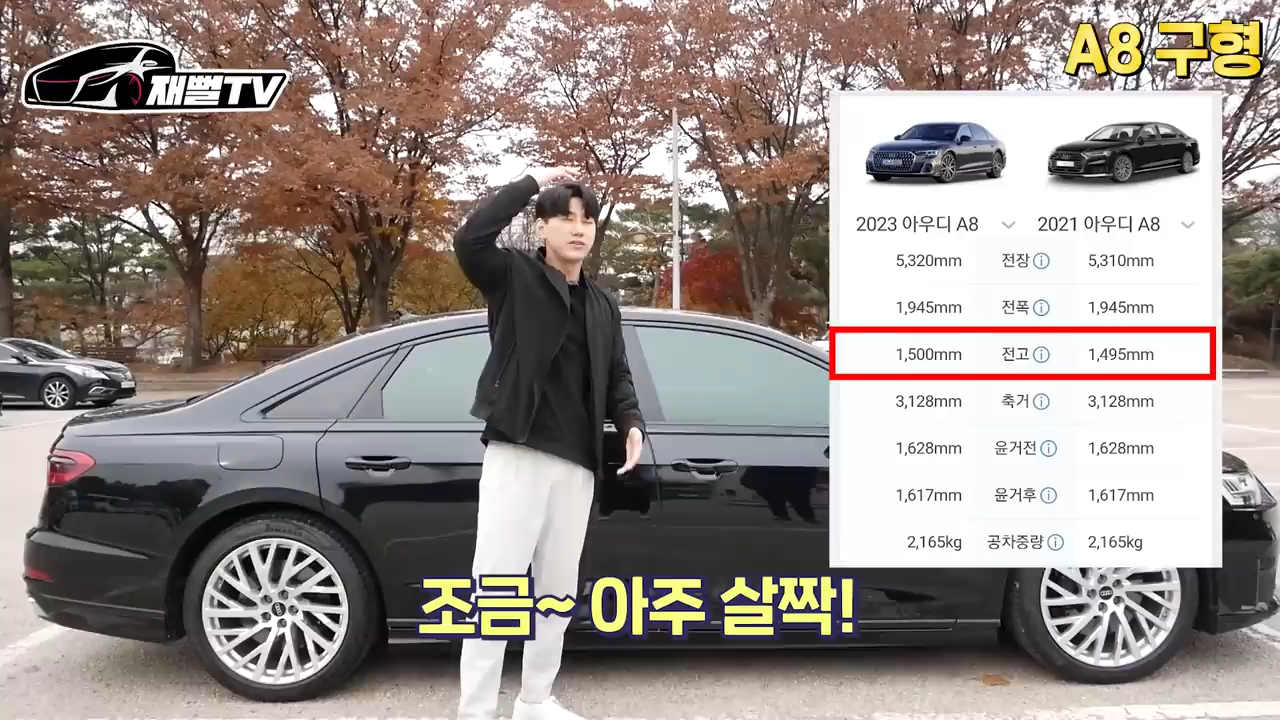 재뻘TV
A8 구형
2023 아우디 A8 2021 아우디 A8
5,320mm 전장 5,310mm
1,945mm 전폭 1,945mm
1,500mm 전고 1,495mm
3,128mm 축거 3,128mm
1,628mm 윤거전 1,628mm
1,617mm 윤거후 1,617mm
2,165kg 공차중량 2,165kg
조금~ 아주 살짝!